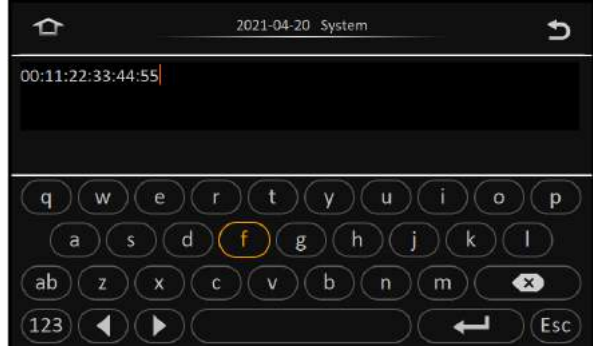 2021-04-20 System
00:11:22:33:44:55
q w e r t y u i o p
a s d f g h j k l
ab z x c v b n m
123 Esc